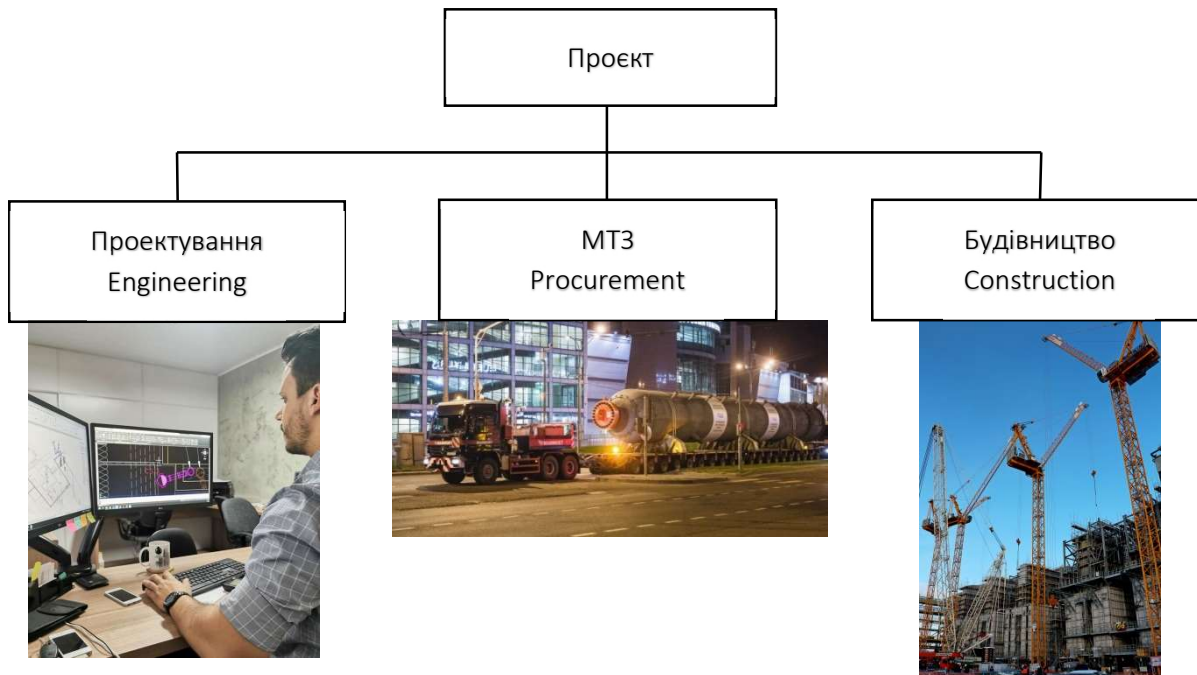 Проєкт
Проектування
Engineering
МТЗ
Procurement
Будівництво
Construction